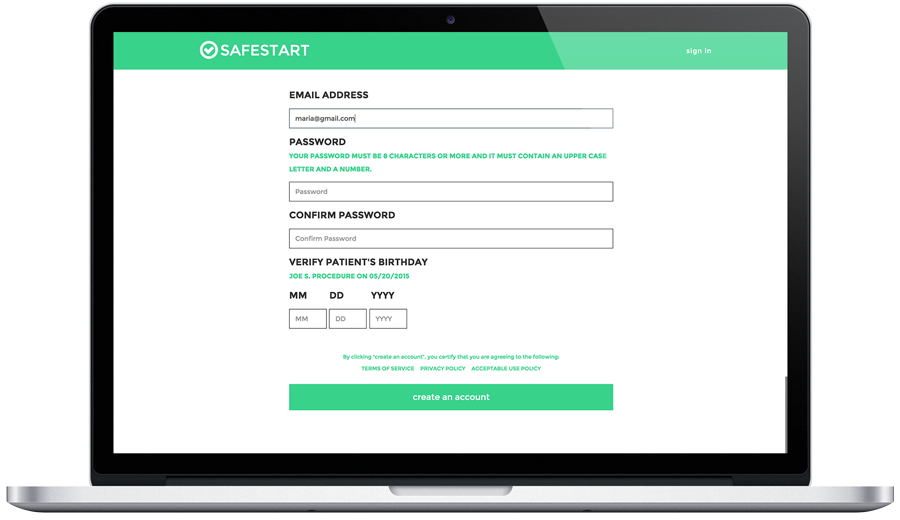 SAFESTART
sign in
EMAIL ADDRESS
maria@gmail.com
PASSWORD
YOUR PASSWORD MUST BE 8 CHARACTERS OR MORE AND IT MUST CONTAIN AN UPPER CASE
LETTER AND A NUMBER.
Password
CONFIRM PASSWORD
Confirm Password
VERIFY PATIENT'S BIRTHDAY
JOE S. PROCEDURE ON 05/20/2015
MM DD YYYY
MM DD YYYY
By clicking "create an account", you certify that you are agreeing to the following:
TERMS OF SERVICE PRIVACY POLICY ACCEPTABLE USE POLICY
create an account